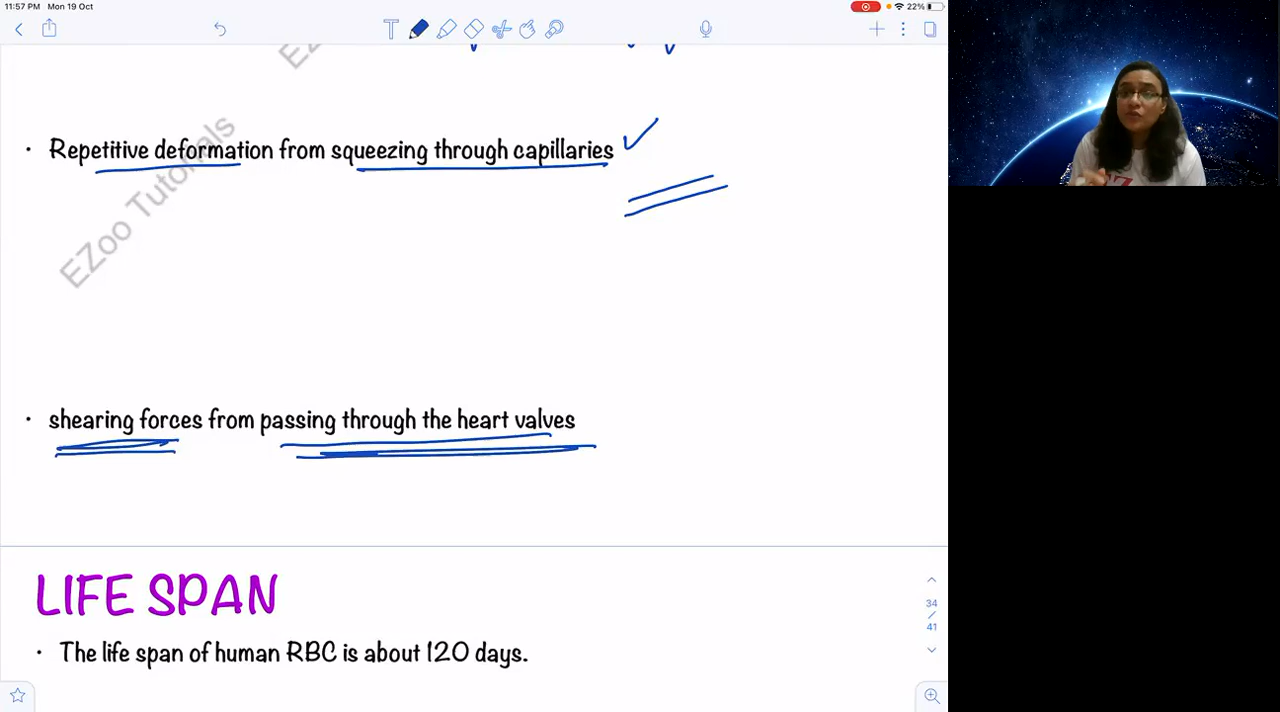 11:57 PM Mon 19 Oct
22%
EZoo Tutorials
· Repetitive deformation from squeezing through capillaries
· shearing forces from passing through the heart valves
LIFE SPAN
· The life span of human RBC is about 120 days.
34
/
41